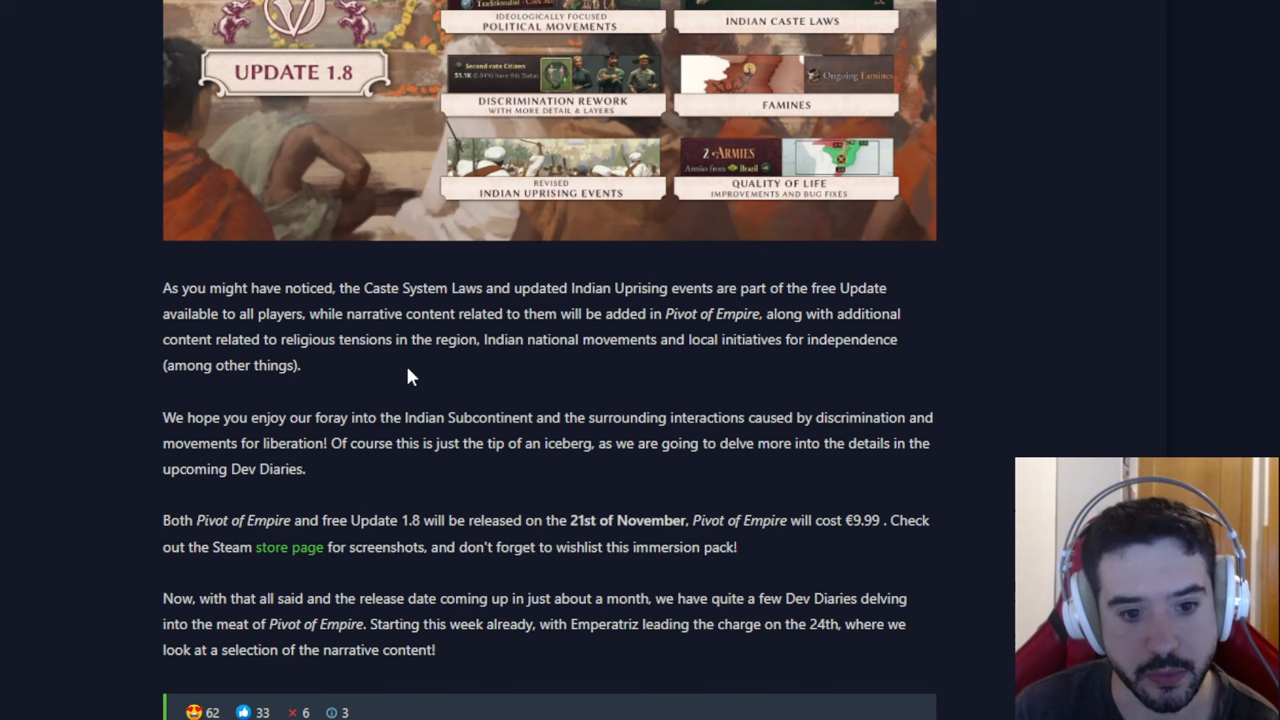 IDEOLOGICALLY FOCUSED
POLITICAL MOVEMENTS
INDIAN CASTE LAWS
UPDATE 1.8
Second-rate Citizen
Ongoing Famines
DISCRIMINATION REWORK
WITH MORE DETAIL & LAYERS
FAMINES
2 ARMIES
Armies from Brazil
REVISED
INDIAN UPRISING EVENTS
QUALITY OF LIFE
IMPROVEMENTS AND BUG FIXES
As you might have noticed, the Caste System Laws and updated Indian Uprising events are part of the free Update
available to all players, while narrative content related to them will be added in Pivot of Empire, along with additional
content related to religious tensions in the region, Indian national movements and local initiatives for independence
(among other things).
We hope you enjoy our foray into the Indian Subcontinent and the surrounding interactions caused by discrimination and
movements for liberation! Of course this is just the tip of an iceberg, as we are going to delve more into the details in the
upcoming Dev Diaries.
Both Pivot of Empire and free Update 1.8 will be released on the 21st of November, Pivot of Empire will cost €9.99 . Check
out the Steam store page for screenshots, and don't forget to wishlist this immersion pack!
Now, with that all said and the release date coming up in just about a month, we have quite a few Dev Diaries delving
into the meat of Pivot of Empire. Starting this week already, with Emperatriz leading the charge on the 24th, where we
look at a selection of the narrative content!
62 33 6 3